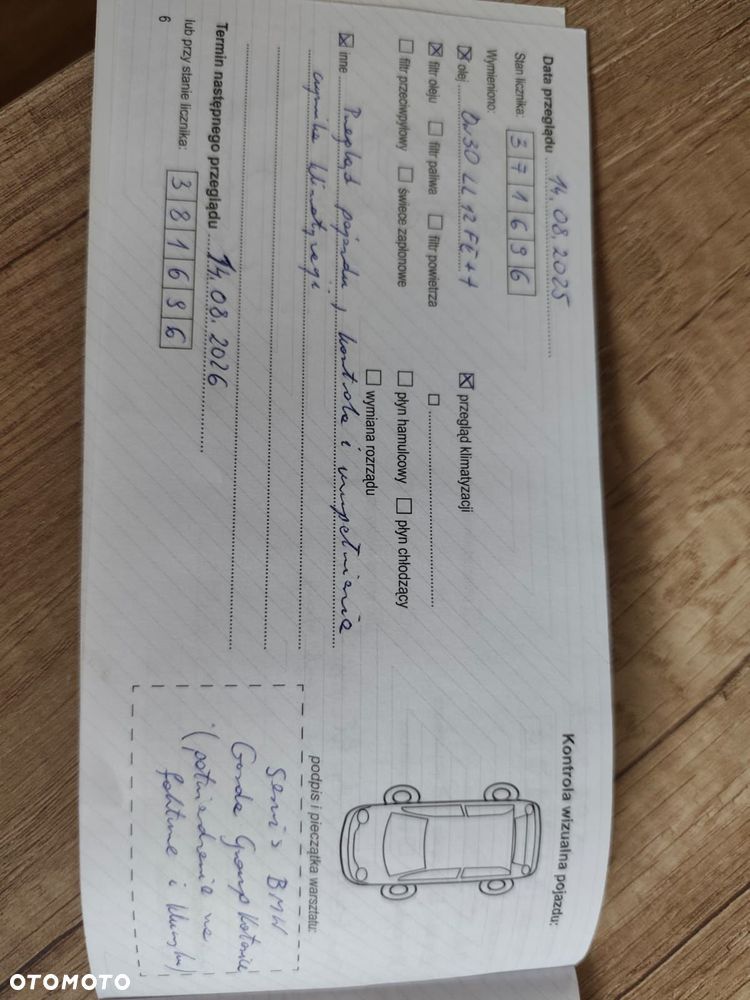 Data przeglądu 14.08.2025
Kontrola wizualna pojazdu:
Stan licznika: 371696
Wymieniono:
☒ olej 0W30 LL 12 FE ++ ☒ przegląd klimatyzacji
☒ filtr oleju ☐ filtr paliwa ☐ filtr powietrza ☐
☐ filtr przeciwpyłowy ☐ świece zapłonowe ☐ płyn hamulcowy ☐ płyn chłodzący
☐ wymiana rozrządu
☒ inne Przegląd pojazdu, kontrola i uzupełnienie
czynnika klimatyzacji
podpis i pieczątka warsztatu:
Serwis BMW
Group
(potwierdzenie na
fakturze i
Termin następnego przeglądu 14.08.2026
lub przy stanie licznika: 381696
6
OTOMOTO